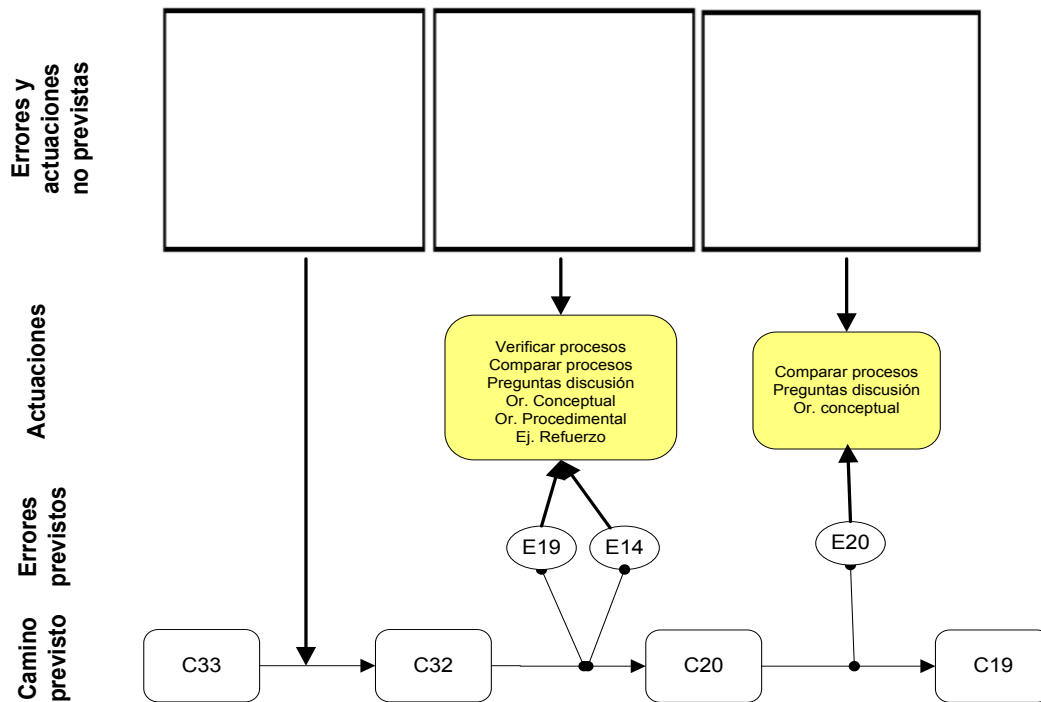 Errores y
actuaciones
no previstas
Actuaciones
Verificar procesos
Comparar procesos
Preguntas discusión
Or. Conceptual
Or. Procedimental
Ej. Refuerzo
Comparar procesos
Preguntas discusión
Or. conceptual
Errores
previstos
E19
E14
E20
Camino
previsto
C33
C32
C20
C19